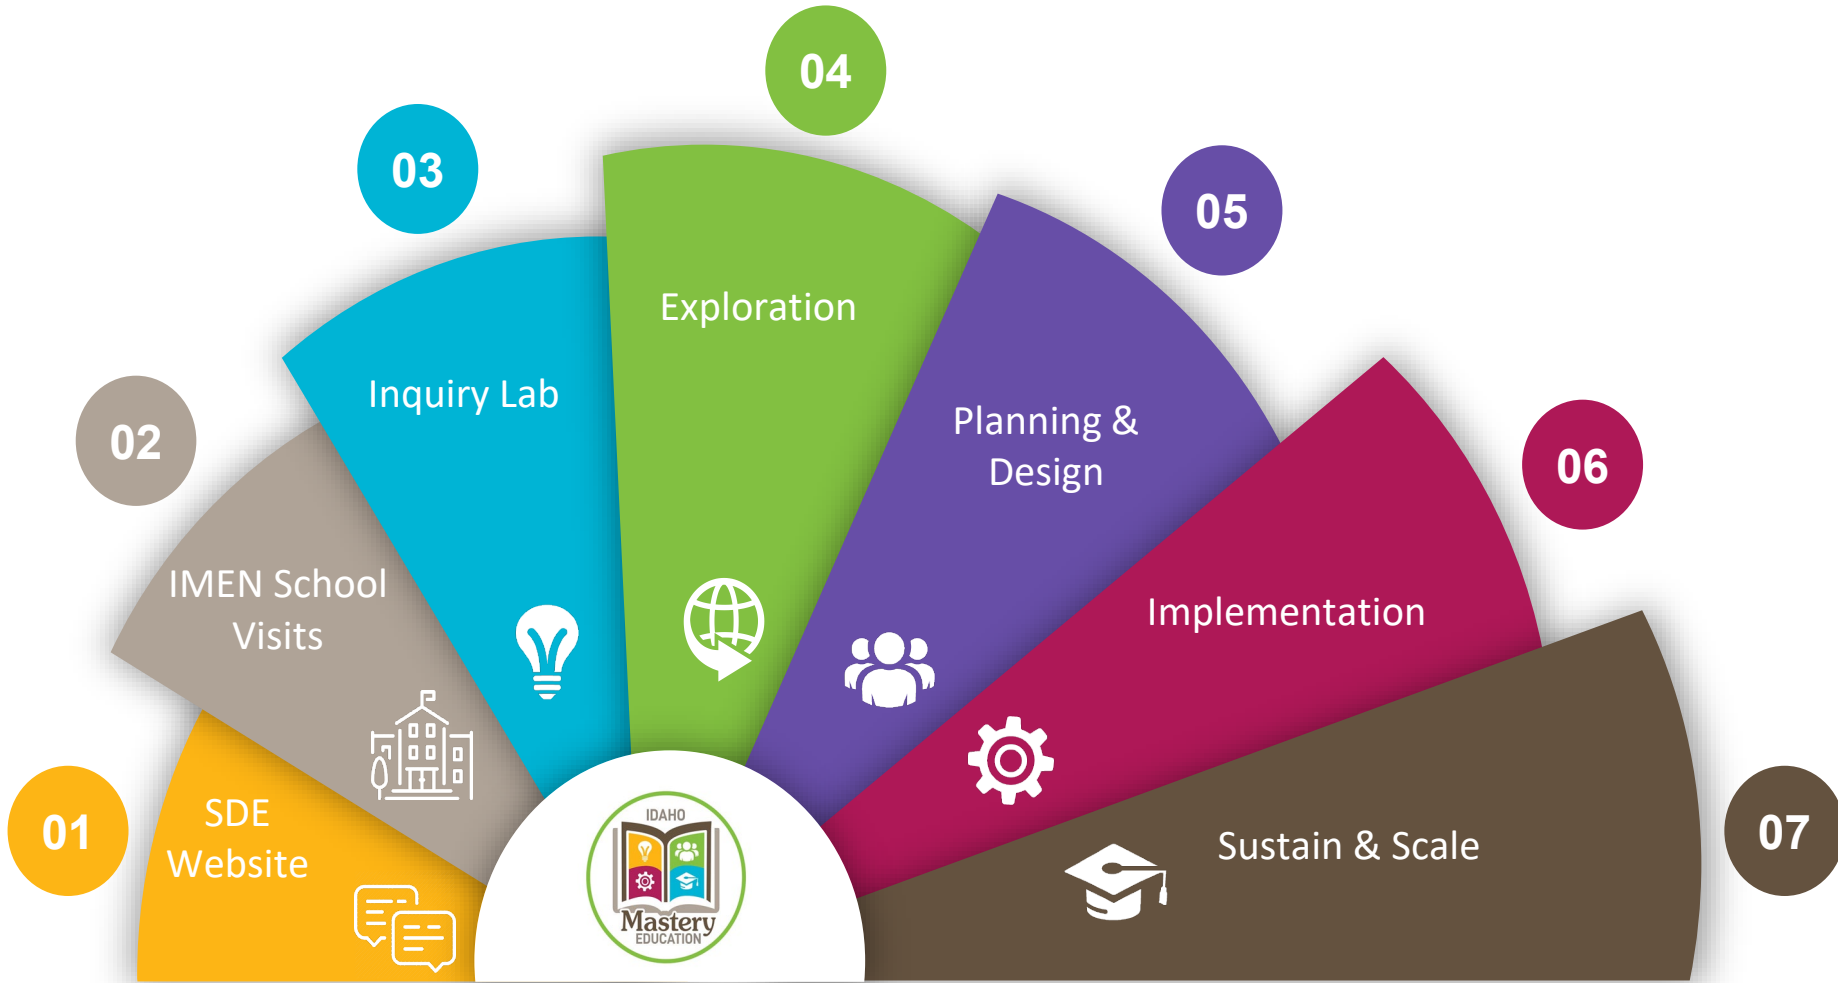 01
SDE
Website
02
IMEN School
Visits
03
Inquiry Lab
04
Exploration
05
Planning &
Design
06
Implementation
07
Sustain & Scale
IDAHO
Mastery
EDUCATION